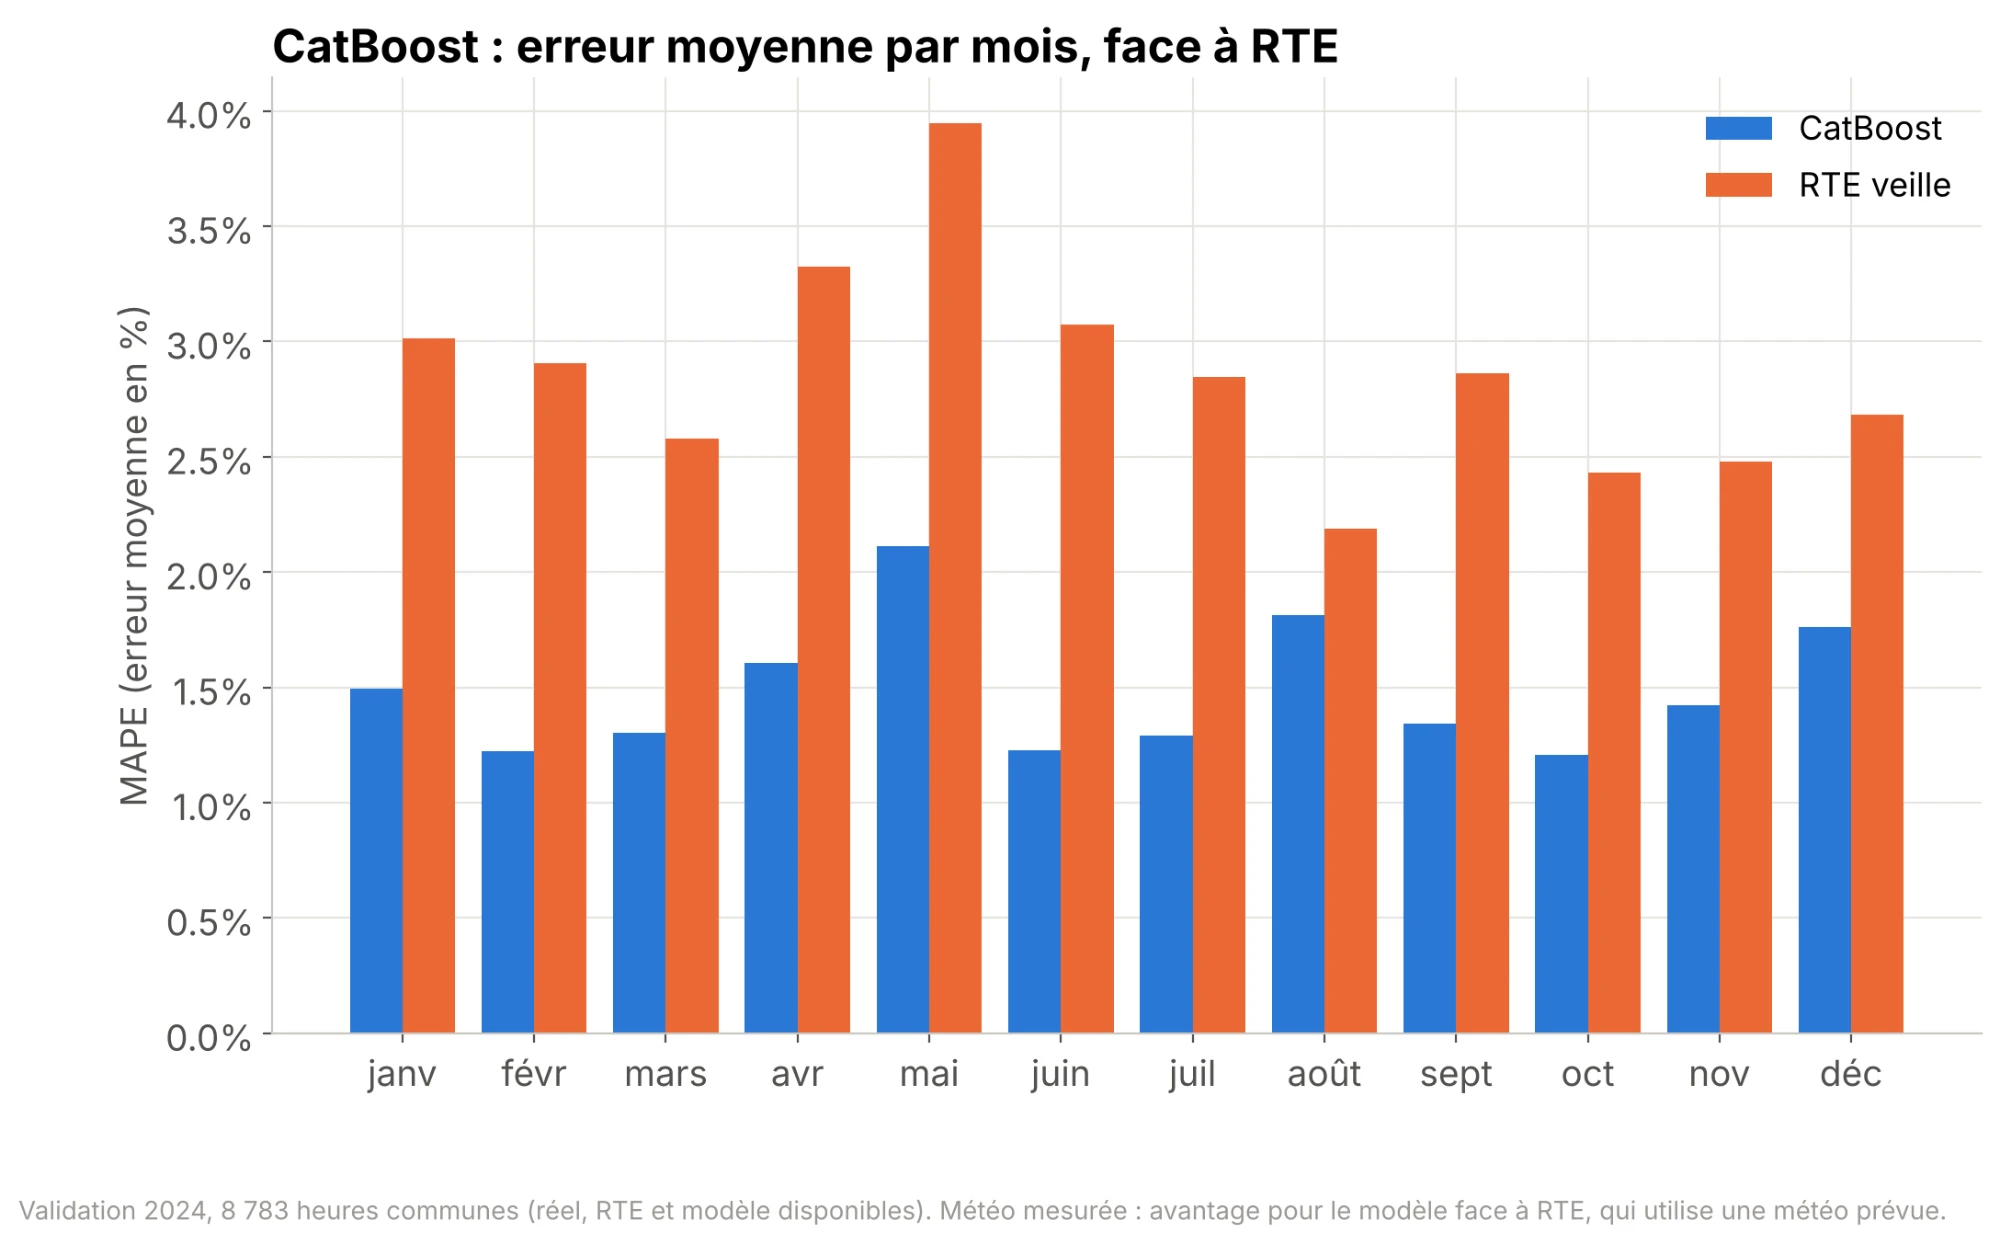 CatBoost : erreur moyenne par mois, face à RTE
4.0%
3.5%
3.0%
2.5%
2.0%
1.5%
1.0%
0.5%
0.0%
MAPE (erreur moyenne en %)
CatBoost
RTE veille
janv févr mars avr mai juin juil août sept oct nov déc
Validation 2024, 8 783 heures communes (réel, RTE et modèle disponibles). Météo mesurée : avantage pour le modèle face à RTE, qui utilise une météo prévue.